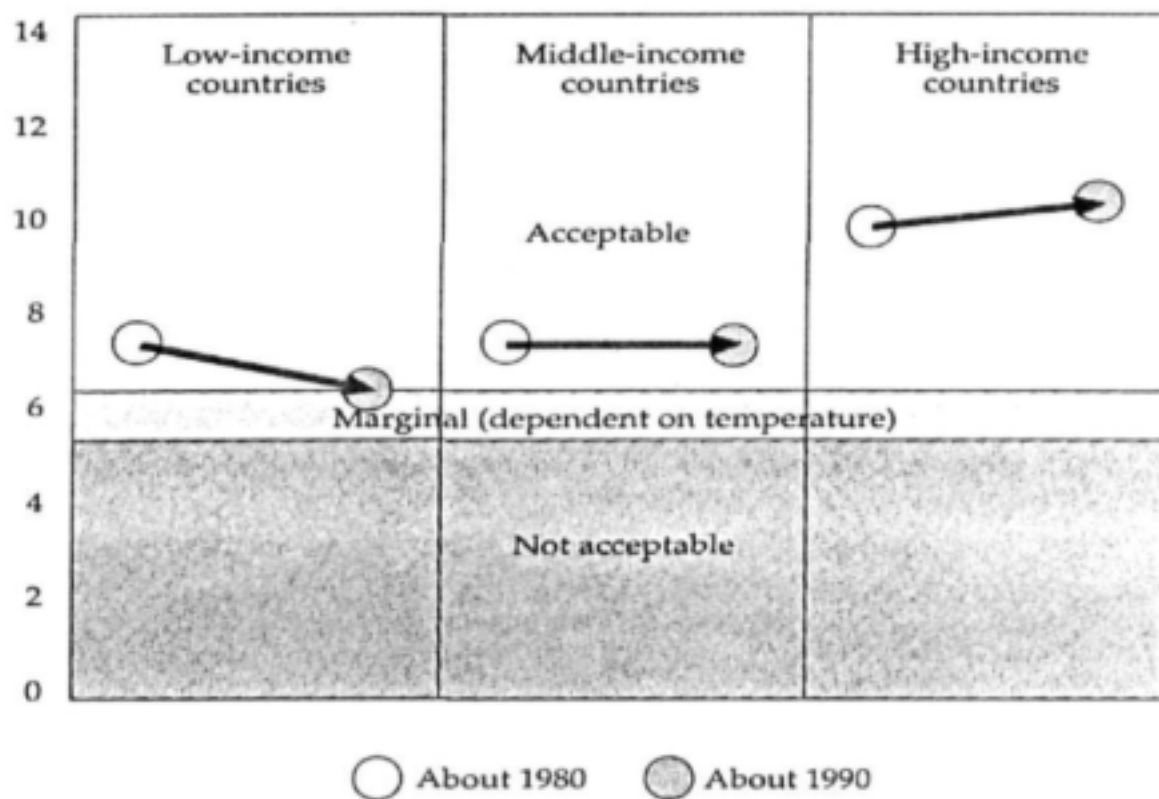 14
Low-income
countries
Middle-income
countries
High-income
countries
12
10
Acceptable
8
6
Marginal (dependent on temperature)
4
Not acceptable
2
0
About 1980
About 1990